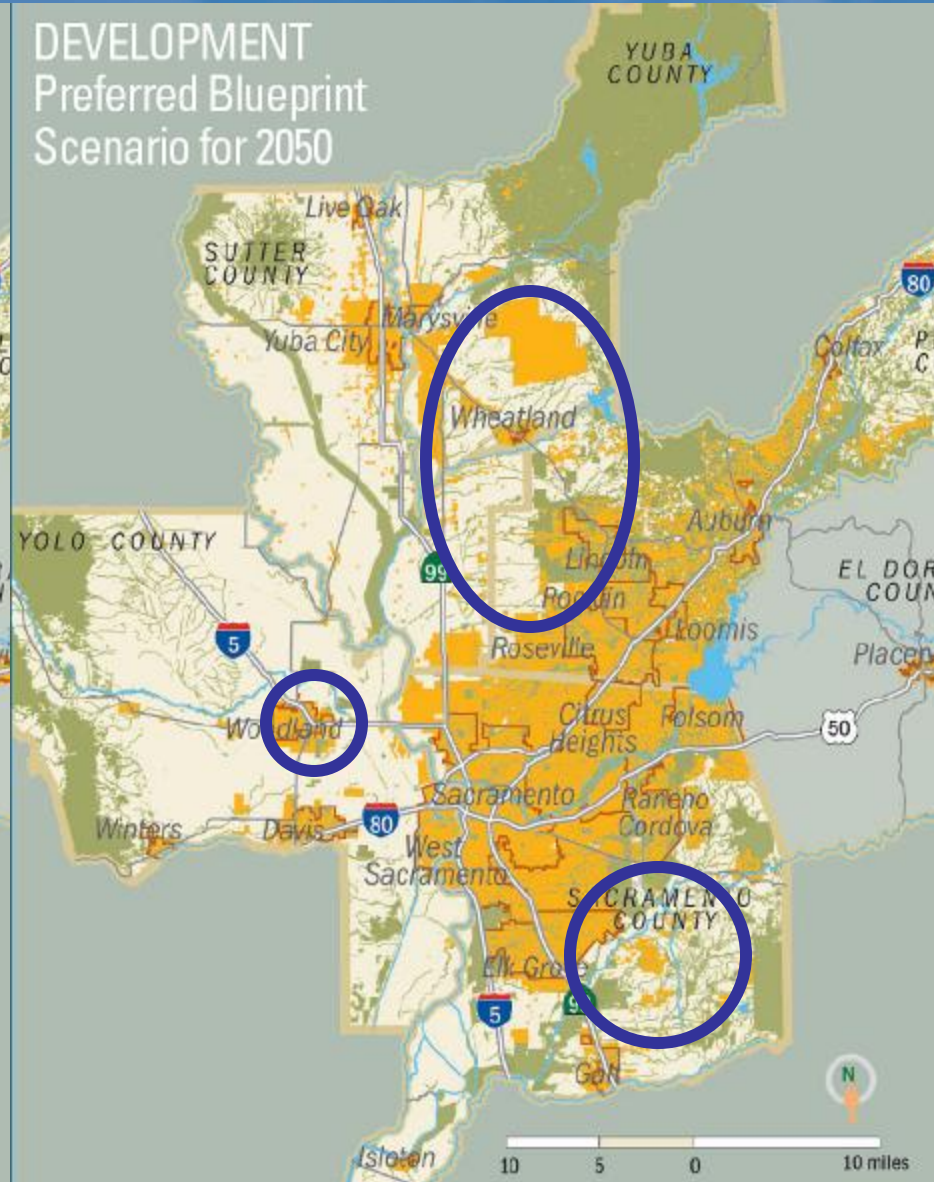 DEVELOPMENT
Preferred Blueprint
Scenario for 2050
YUBA
COUNTY
Live Oak
SUTTER
COUNTY
80
Marysville
Yuba City
Colfax
P
C
Wheatland
Auburn
YOLO COUNTY
Lincoln
99
EL DOR
COUN
Rocklin
5
Loomis
Roseville
Placer
Woodland
Citrus
Heights
Folsom
50
Sacramento
Rancho
Cordova
80
Winters
Davis
West
Sacramento
SACRAMENTO
COUNTY
Elk Grove
5
99
Galt
N
Isleton
10 5 0 10 miles